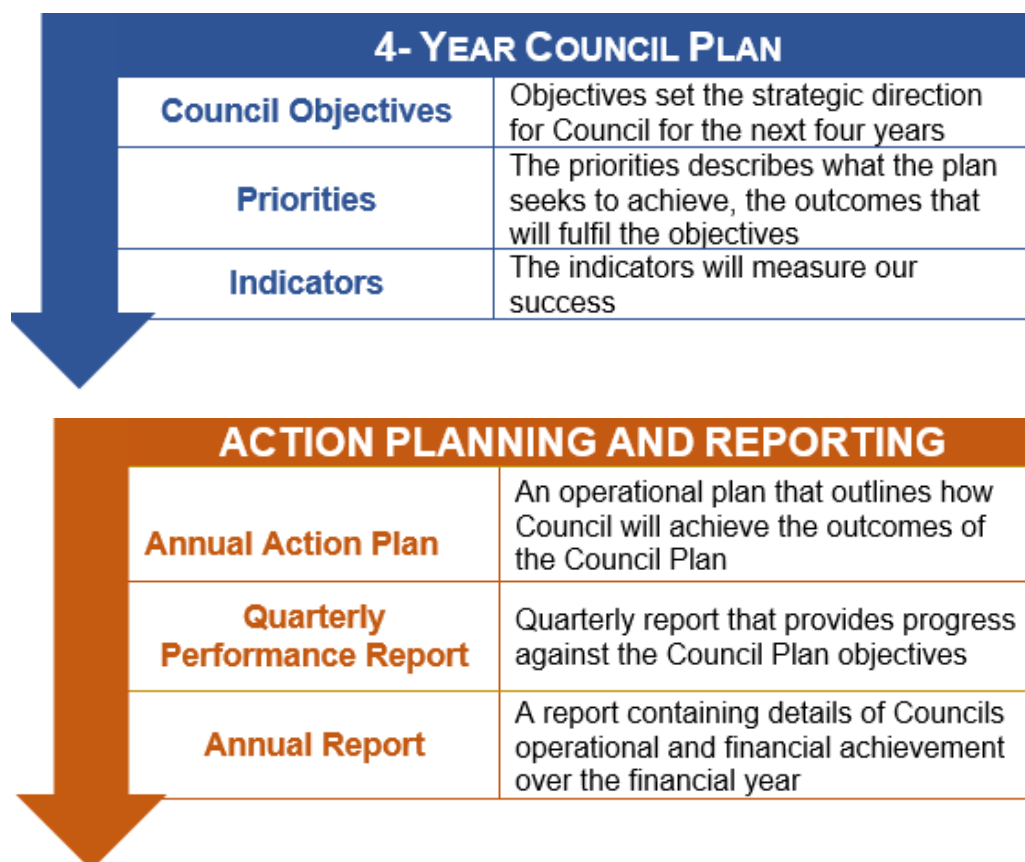 4- YEAR COUNCIL PLAN
Council Objectives
Objectives set the strategic direction
for Council for the next four years
Priorities
The priorities describes what the plan
seeks to achieve, the outcomes that
will fulfil the objectives
Indicators
The indicators will measure our
success
ACTION PLANNING AND REPORTING
Annual Action Plan
An operational plan that outlines how
Council will achieve the outcomes of
the Council Plan
Quarterly
Performance Report
Quarterly report that provides progress
against the Council Plan objectives
Annual Report
A report containing details of Councils
operational and financial achievement
over the financial year